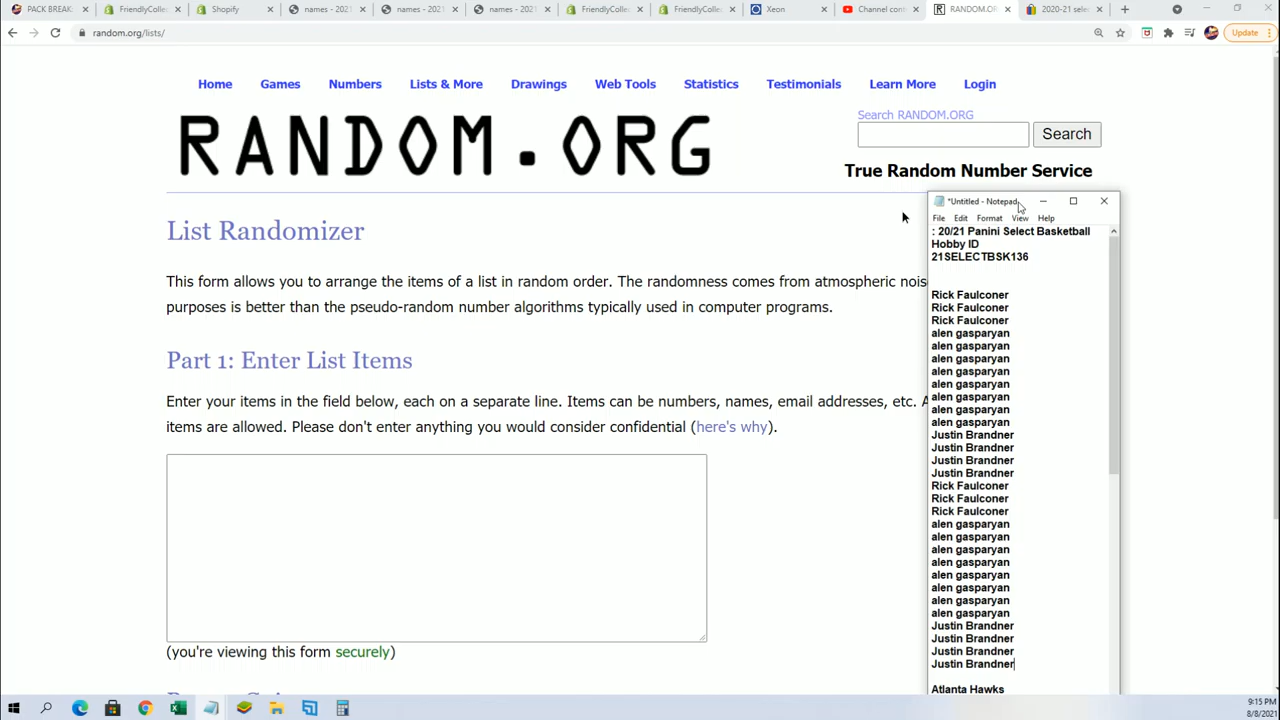 PACK BREAK
FriendlyCollec
Shopify
names - 2021
names - 2021
names - 2021
FriendlyCollec
FriendlyCollec
Xeon
Channel cont
RANDOM.O
2020-21 sele
random.org/lists/
Update
Home Games Numbers Lists & More Drawings Web Tools Statistics Testimonials Learn More Login
RANDOM.ORG
Search RANDOM.ORG
Search
True Random Number Service
List Randomizer
This form allows you to arrange the items of a list in random order. The randomness comes from atmospheric nois
purposes is better than the pseudo-random number algorithms typically used in computer programs.
Part 1: Enter List Items
Enter your items in the field below, each on a separate line. Items can be numbers, names, email addresses, etc. A
items are allowed. Please don't enter anything you would consider confidential (here's why).
(you're viewing this form securely)
*Untitled - Notepad
File Edit Format View Help
: 20/21 Panini Select Basketball
Hobby ID
21SELECTBSK136
Rick Faulconer
Rick Faulconer
Rick Faulconer
alen gasparyan
alen gasparyan
alen gasparyan
alen gasparyan
alen gasparyan
alen gasparyan
alen gasparyan
alen gasparyan
Justin Brandner
Justin Brandner
Justin Brandner
Justin Brandner
Rick Faulconer
Rick Faulconer
Rick Faulconer
alen gasparyan
alen gasparyan
alen gasparyan
alen gasparyan
alen gasparyan
alen gasparyan
alen gasparyan
alen gasparyan
Justin Brandner
Justin Brandner
Justin Brandner
Justin Brandner
Atlanta Hawks
9:15 PM
8/8/2021